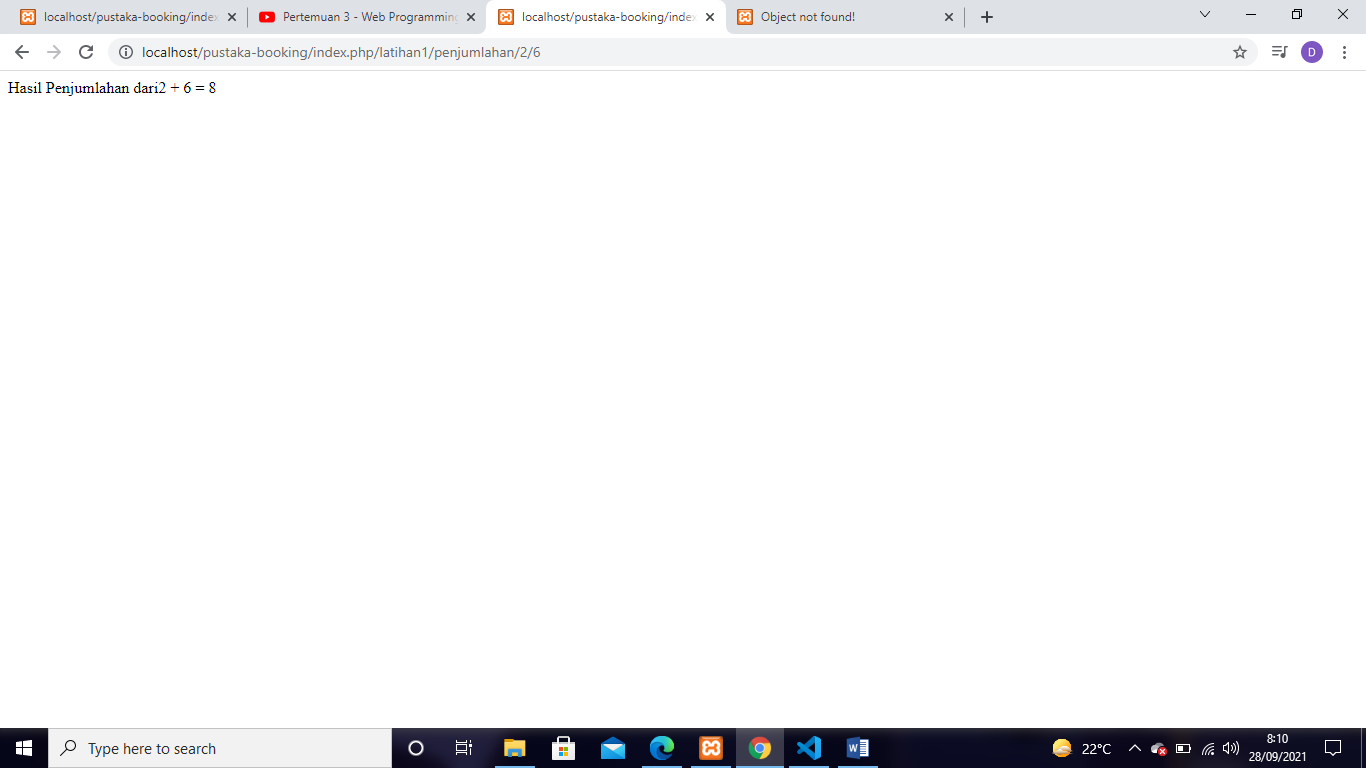 localhost/pustaka-booking/index
Pertemuan 3 - Web Programming
localhost/pustaka-booking/index
Object not found!
localhost/pustaka-booking/index.php/latihan1/penjumlahan/2/6
D
Hasil Penjumlahan dari2 + 6 = 8
Type here to search
22°C
8:10
28/09/2021